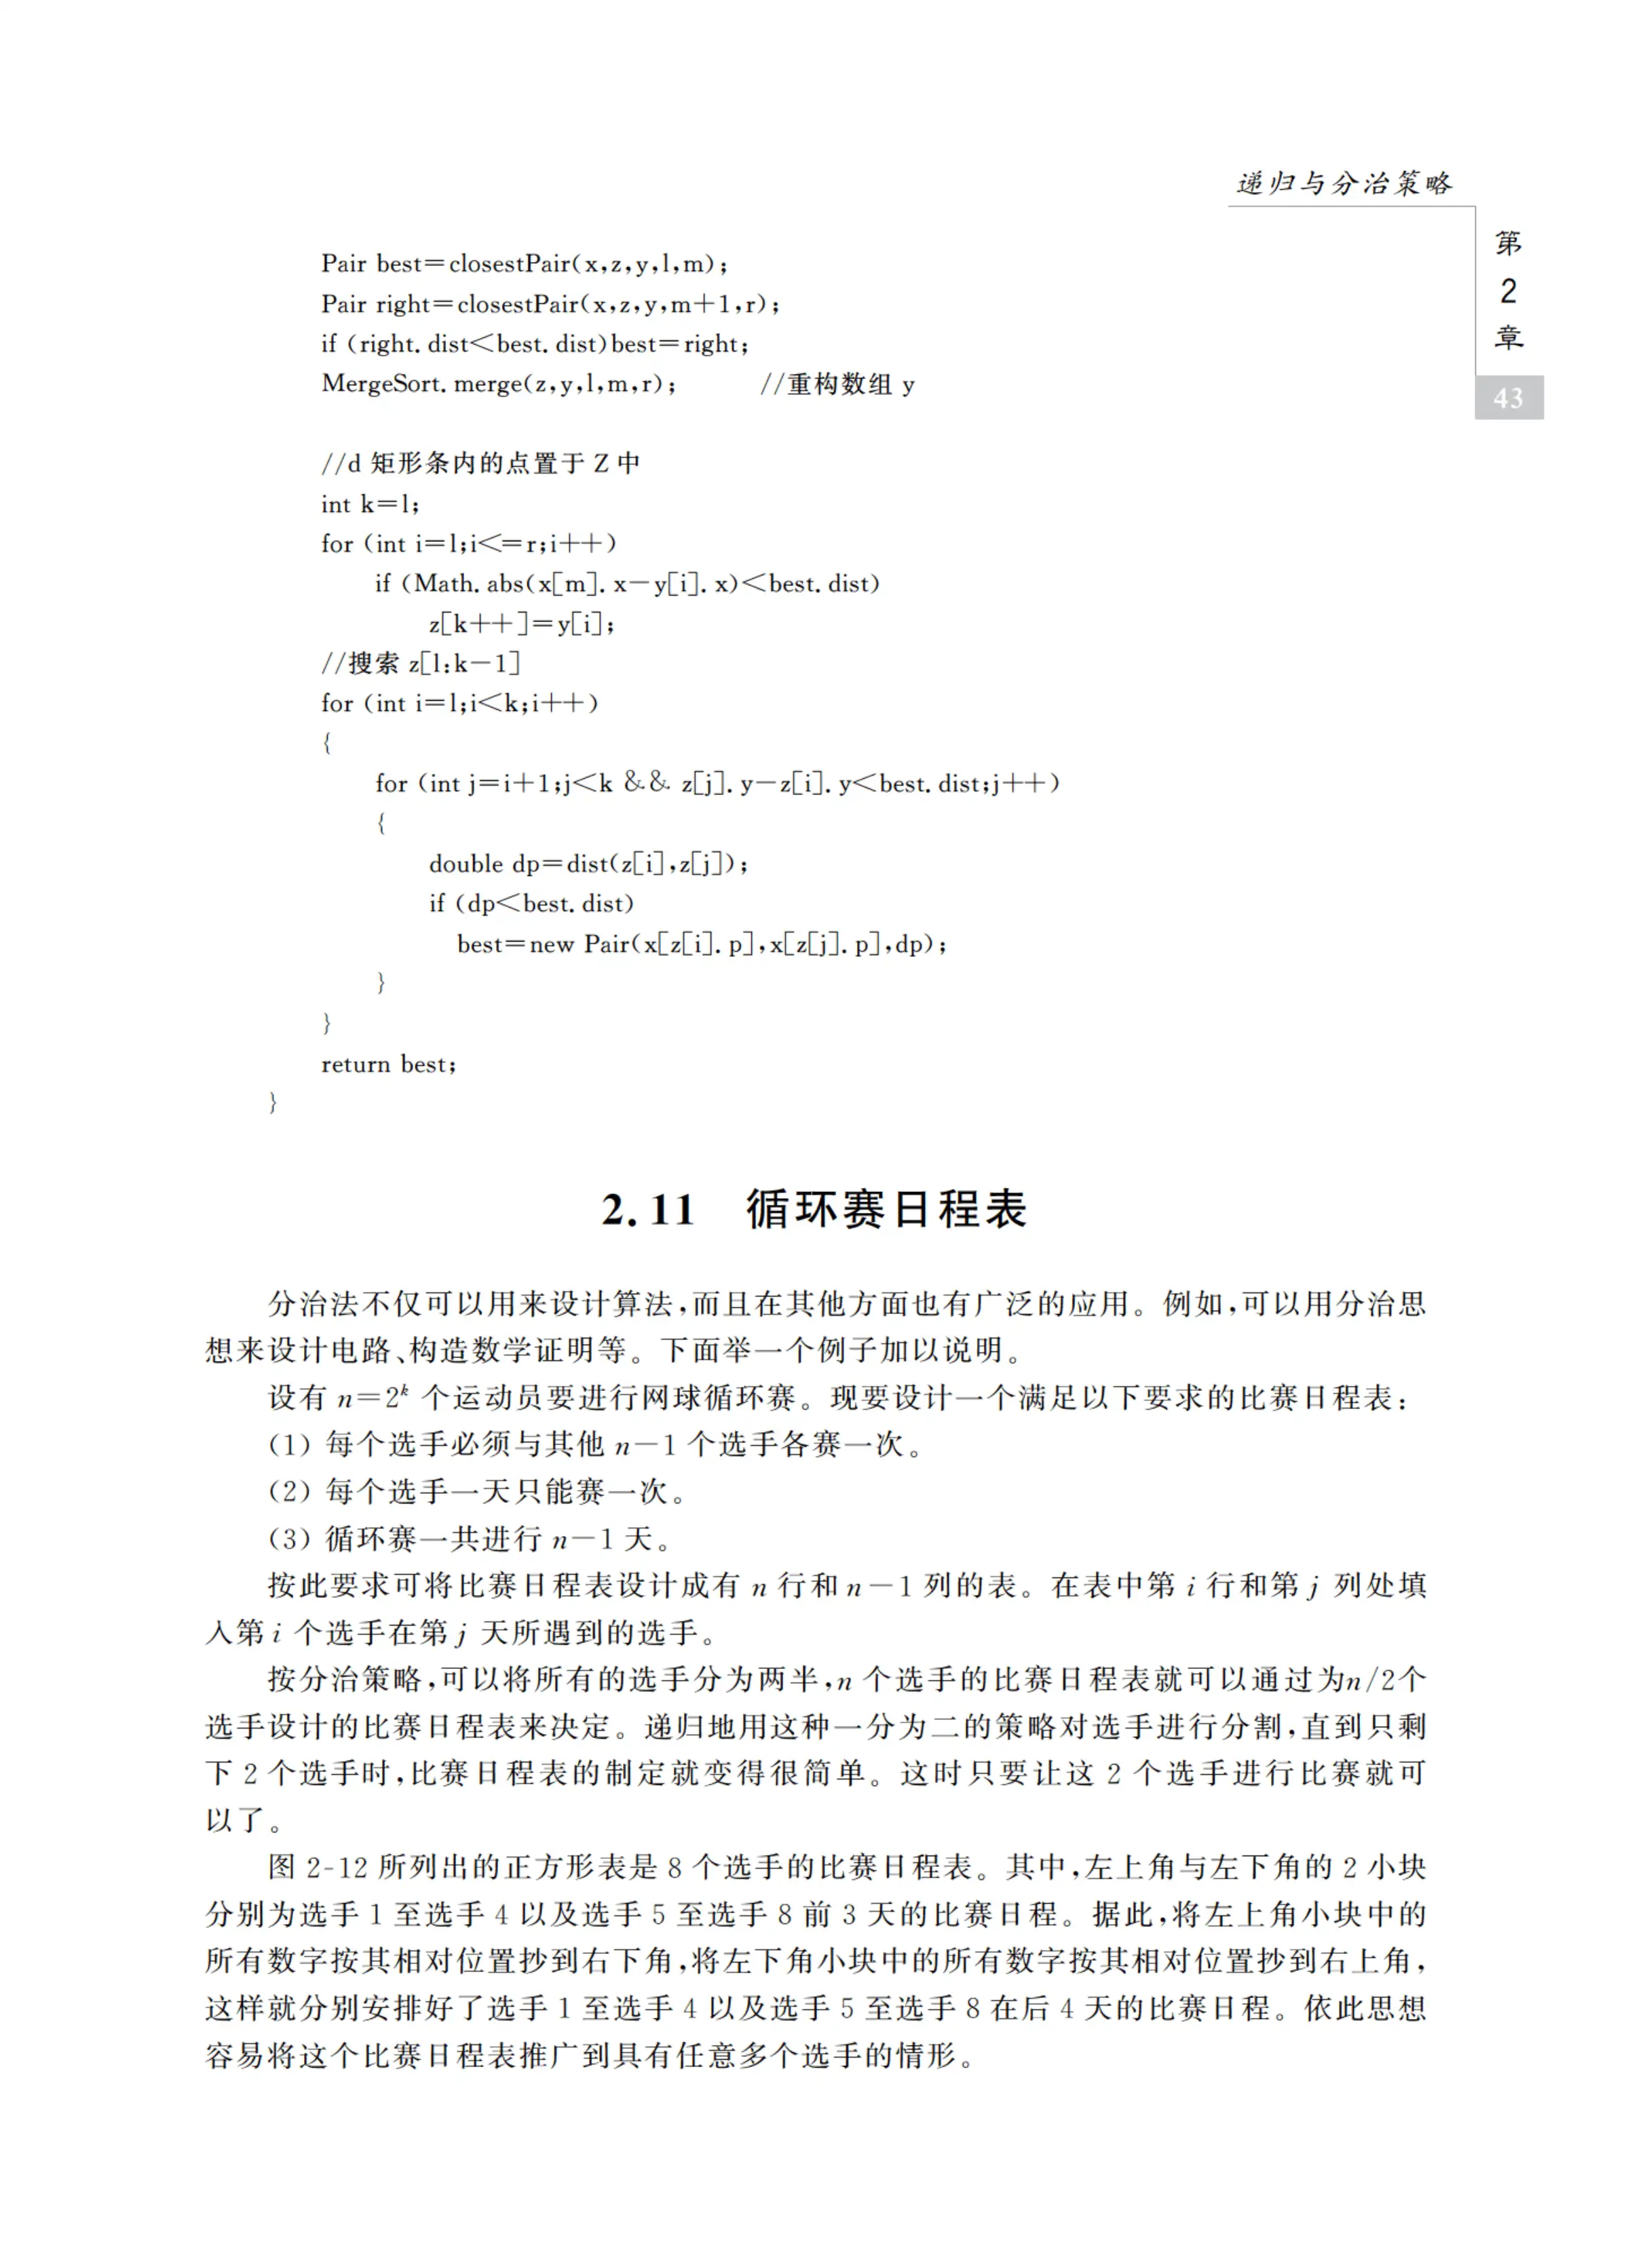 递归与分治策略
第
2
章
43
Pair best=closestPair(x,z,y,l,m);
Pair right=closestPair(x,z,y,m+1,r);
if (right.dist<best.dist)best=right;
MergeSort.merge(z,y,l,m,r);        //重构数组 y
//d 矩形条内的点置于 Z 中
int k=l;
for (int i=l;i<=r;i++)
    if (Math.abs(x[m].x-y[i].x)<best.dist)
        z[k++]=y[i];
//搜索 z[l:k-1]
for (int i=l;i<k;i++)
{
    for (int j=i+1;j<k && z[j].y-z[i].y<best.dist;j++)
    {
        double dp=dist(z[i],z[j]);
        if (dp<best.dist)
          best=new Pair(x[z[i].p],x[z[j].p],dp);
    }
}
return best;
}
2.11 循环赛日程表
分治法不仅可以用来设计算法,而且在其他方面也有广泛的应用。例如,可以用分治思
想来设计电路、构造数学证明等。下面举一个例子加以说明。
设有 n=2ᵏ 个运动员要进行网球循环赛。现要设计一个满足以下要求的比赛日程表:
(1) 每个选手必须与其他 n-1 个选手各赛一次。
(2) 每个选手一天只能赛一次。
(3) 循环赛一共进行 n-1 天。
按此要求可将比赛日程表设计成有 n 行和 n-1 列的表。在表中第 i 行和第 j 列处填
入第 i 个选手在第 j 天所遇到的选手。
按分治策略,可以将所有的选手分为两半,n 个选手的比赛日程表就可以通过为n/2个
选手设计的比赛日程表来决定。递归地用这种一分为二的策略对选手进行分割,直到只剩
下 2 个选手时,比赛日程表的制定就变得很简单。这时只要让这 2 个选手进行比赛就可
以了。
图 2-12 所列出的正方形表是 8 个选手的比赛日程表。其中,左上角与左下角的 2 小块
分别为选手 1 至选手 4 以及选手 5 至选手 8 前 3 天的比赛日程。据此,将左上角小块中的
所有数字按其相对位置抄到右下角,将左下角小块中的所有数字按其相对位置抄到右上角,
这样就分别安排好了选手 1 至选手 4 以及选手 5 至选手 8 在后 4 天的比赛日程。依此思想
容易将这个比赛日程表推广到具有任意多个选手的情形。